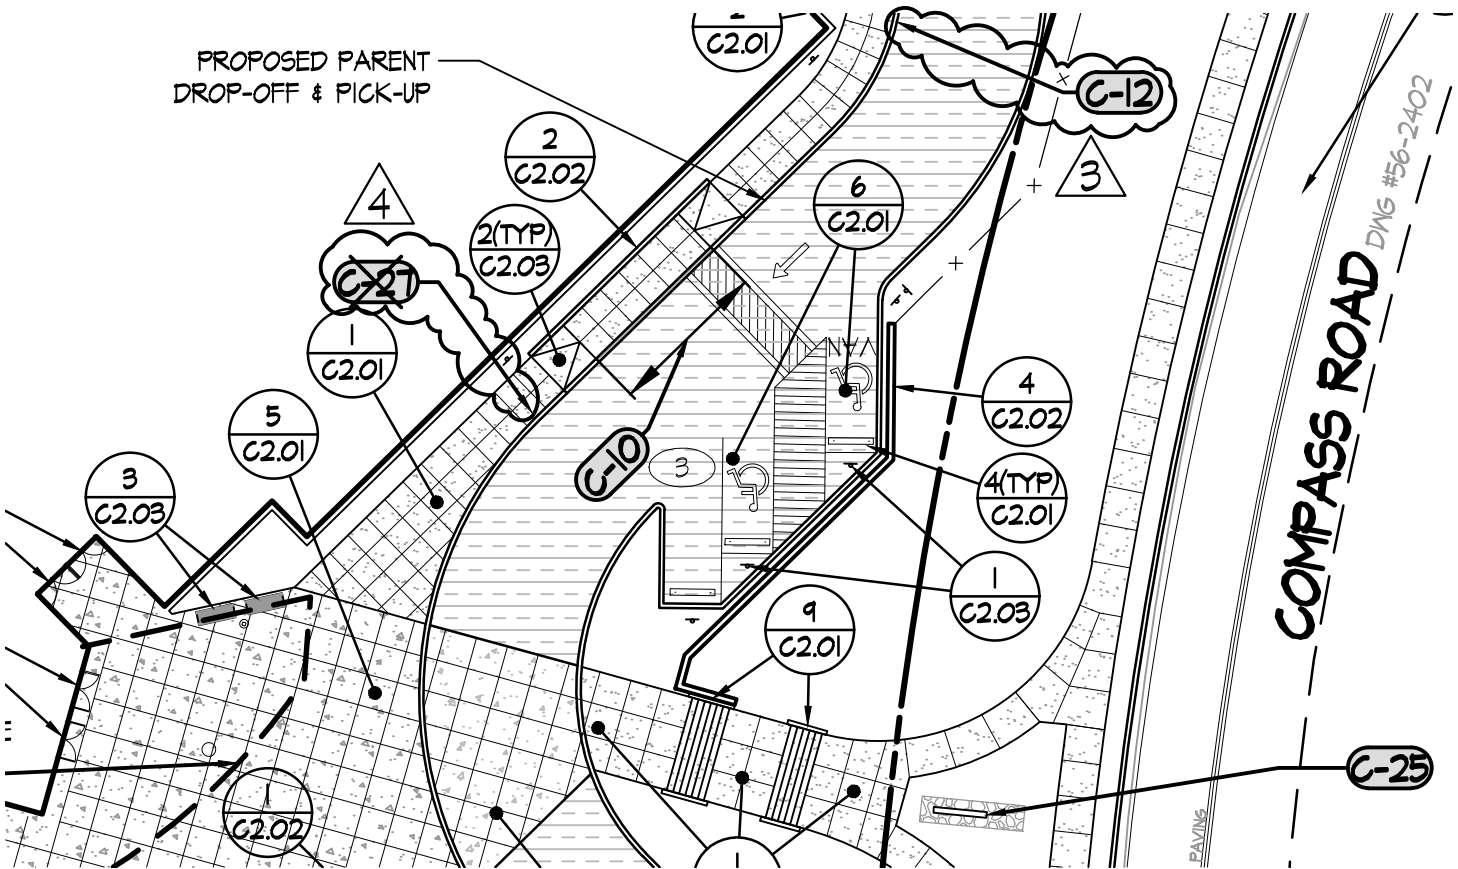 C2.01
PROPOSED PARENT
DROP-OFF & PICK-UP
C-12
3
DWG #56-2402
2
C2.02
4
6
C2.01
2(TYP)
C2.03
C-27
1
C2.01
VAN
COMPASS ROAD
4
C2.02
5
C2.01
C-10
3
3
C2.03
4(TYP)
C2.01
1
C2.03
9
C2.01
C-25
1
C2.02
PAVING
1